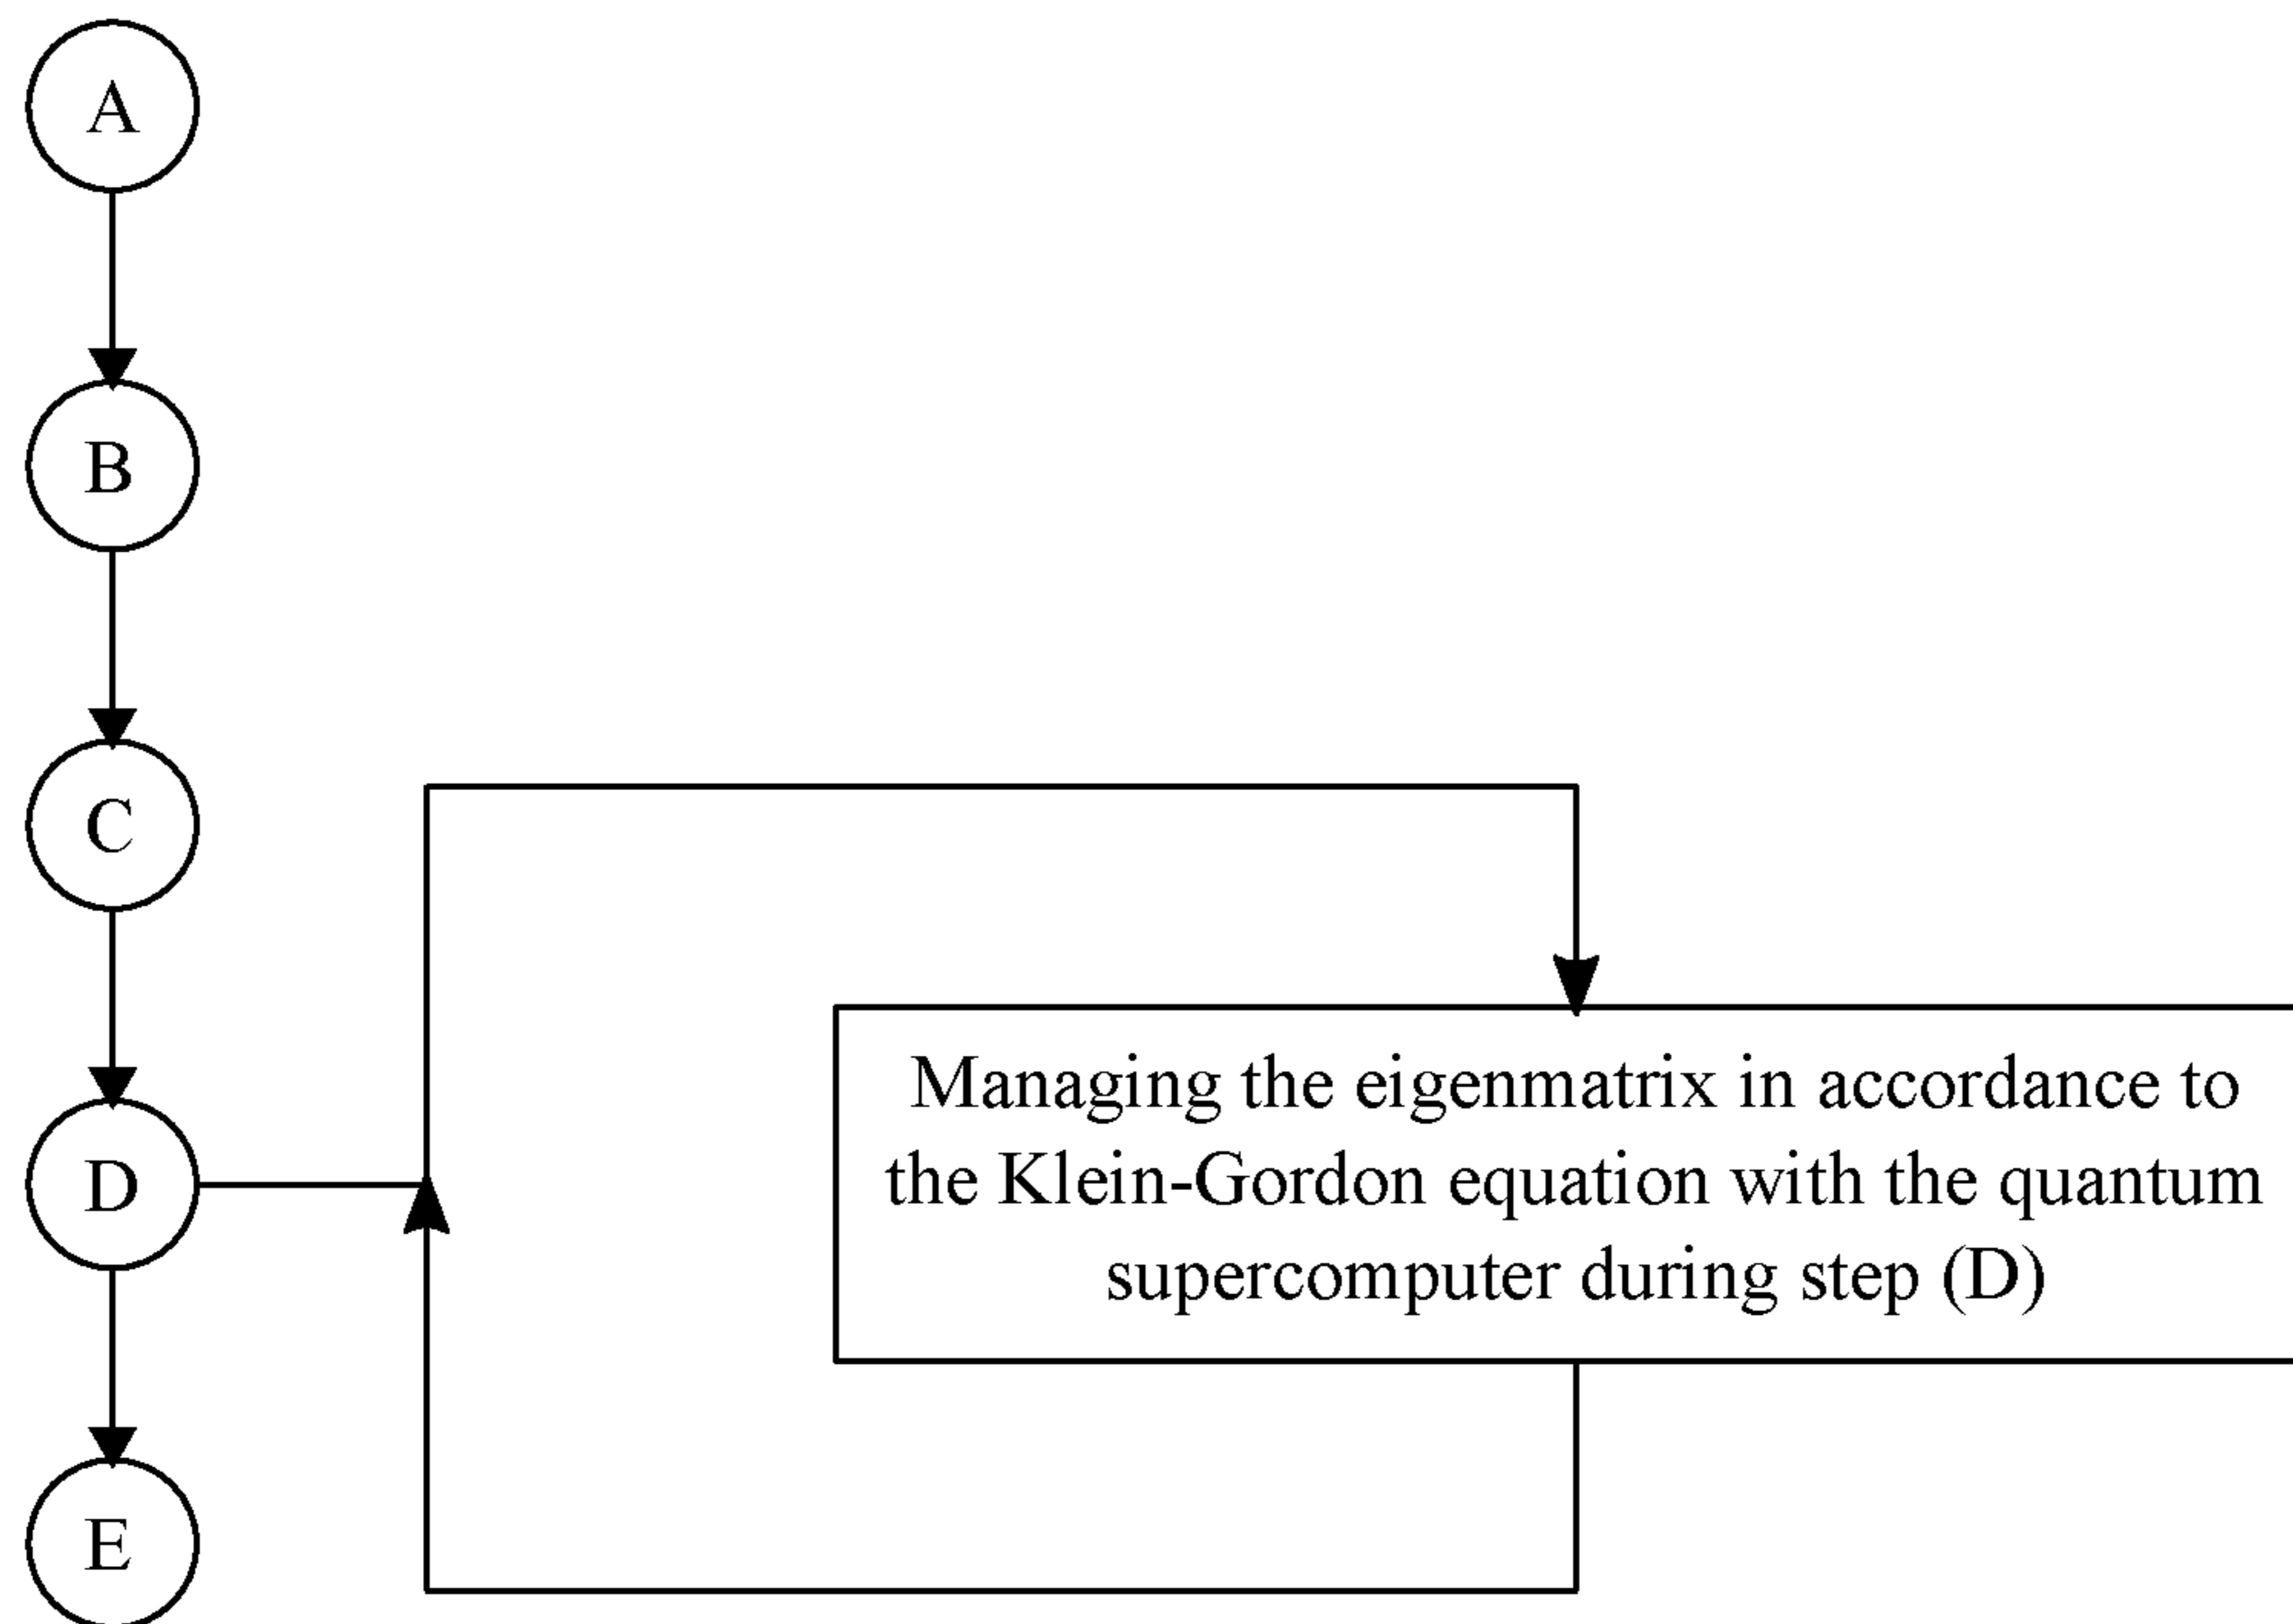 A
B
C
D
E
Managing the eigenmatrix in accordance to
the Klein-Gordon equation with the quantum
supercomputer during step (D)